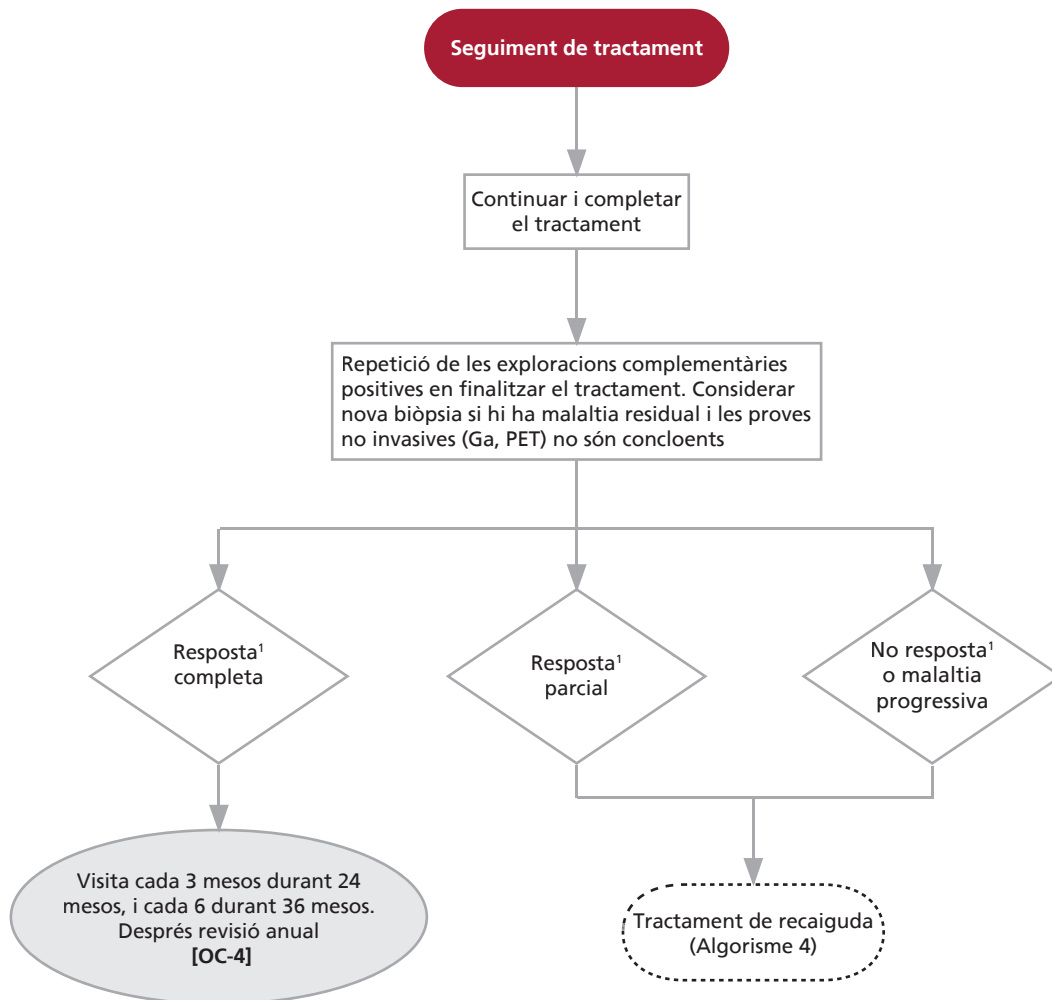 Seguiment de tractament
Continuar i completar
el tractament
Repetició de les exploracions complementàries
positives en finalitzar el tractament. Considerar
nova biòpsia si hi ha malaltia residual i les proves
no invasives (Ga, PET) no són concloents
Resposta¹
completa
Resposta¹
parcial
No resposta¹
o malaltia
progressiva
Visita cada 3 mesos durant 24
mesos, i cada 6 durant 36 mesos.
Després revisió anual
[OC-4]
Tractament de recaiguda
(Algorisme 4)